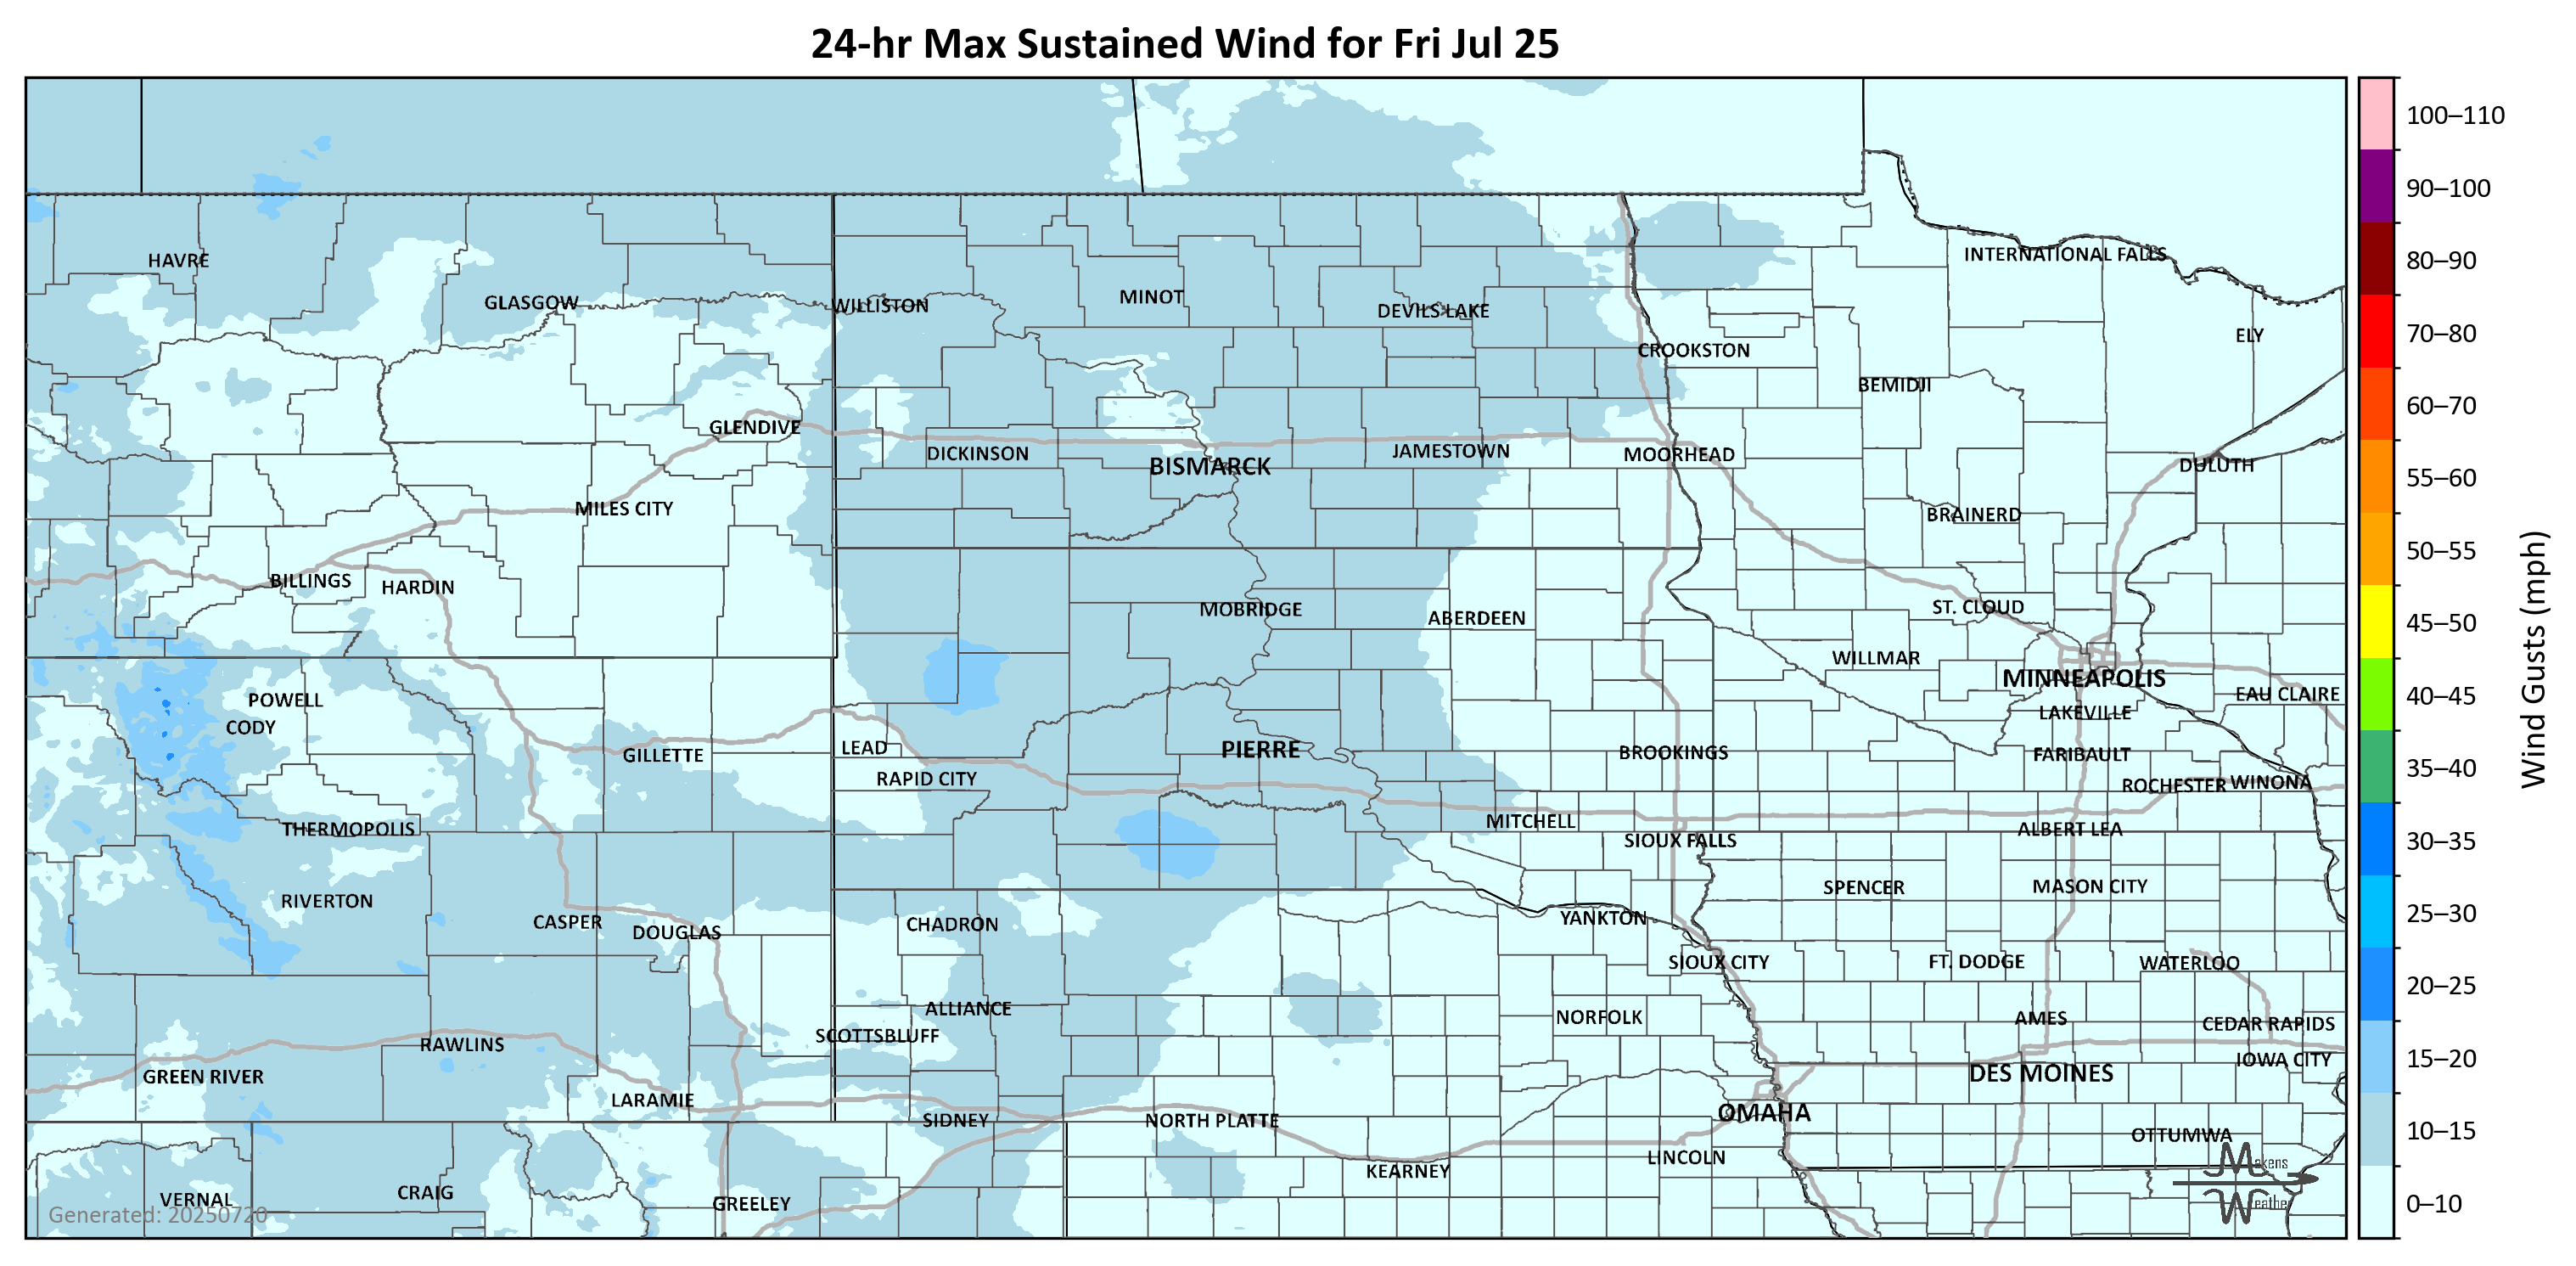 24-hr Max Sustained Wind for Fri Jul 25
100–110
90–100
80–90
70–80
60–70
55–60
50–55
45–50
40–45
35–40
30–35
25–30
20–25
15–20
10–15
0–10
Wind Gusts (mph)
INTERNATIONAL FALLS
HAVRE
GLASGOW
WILLISTON
MINOT
DEVILS LAKE
ELY
CROOKSTON
BEMIDJI
GLENDIVE
DICKINSON
BISMARCK
JAMESTOWN
MOORHEAD
DULUTH
MILES CITY
BRAINERD
BILLINGS
HARDIN
MOBRIDGE
ABERDEEN
ST. CLOUD
WILLMAR
MINNEAPOLIS
EAU CLAIRE
POWELL
CODY
LAKEVILLE
GILLETTE
LEAD
PIERRE
BROOKINGS
FARIBAULT
RAPID CITY
ROCHESTER
WINONA
THERMOPOLIS
MITCHELL
SIOUX FALLS
ALBERT LEA
SPENCER
MASON CITY
RIVERTON
CASPER
DOUGLAS
CHADRON
YANKTON
SIOUX CITY
FT. DODGE
WATERLOO
ALLIANCE
NORFOLK
AMES
CEDAR RAPIDS
SCOTTSBLUFF
RAWLINS
IOWA CITY
GREEN RIVER
DES MOINES
LARAMIE
SIDNEY
NORTH PLATTE
OMAHA
OTTUMWA
LINCOLN
KEARNEY
VERNAL
CRAIG
GREELEY
Makens
Weather
Generated: 20250720